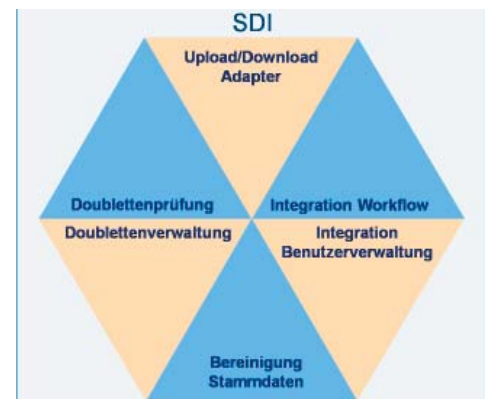 SDI
Upload/Download
Adapter
Doublettenprüfung
Integration Workflow
Doublettenverwaltung
Integration
Benutzerverwaltung
Bereinigung
Stammdaten